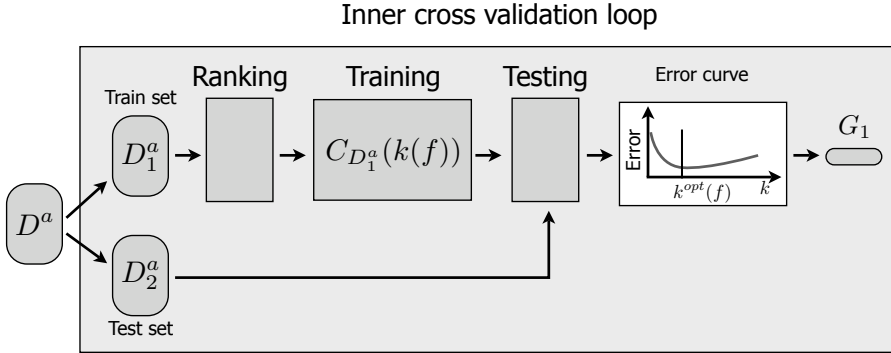 Inner cross validation loop
Ranking
Training
Testing
Error curve
Train set
$D^a_1$
$C_{D^a_1}(k(f))$
Error
$k^{opt}(f)$
$k$
$G_1$
$D^a$
$D^a_2$
Test set